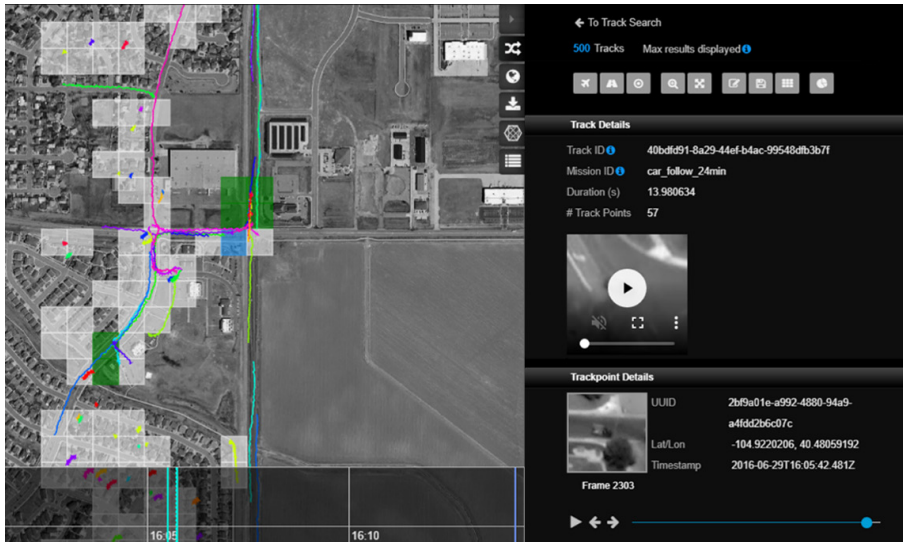 To Track Search
500 Tracks Max results displayed
Track Details
Track ID 40bdfd91-8a29-44ef-b4ac-99548dfb3b7f
Mission ID car_follow_24min
Duration (s) 13.980634
# Track Points 57
Trackpoint Details
UUID 2bf9a01e-a992-4880-94a9-
a4fdd2b6c07c
Lat/Lon -104.9220206, 40.48059192
Timestamp 2016-06-29T16:05:42.481Z
Frame 2303
16:05 16:10